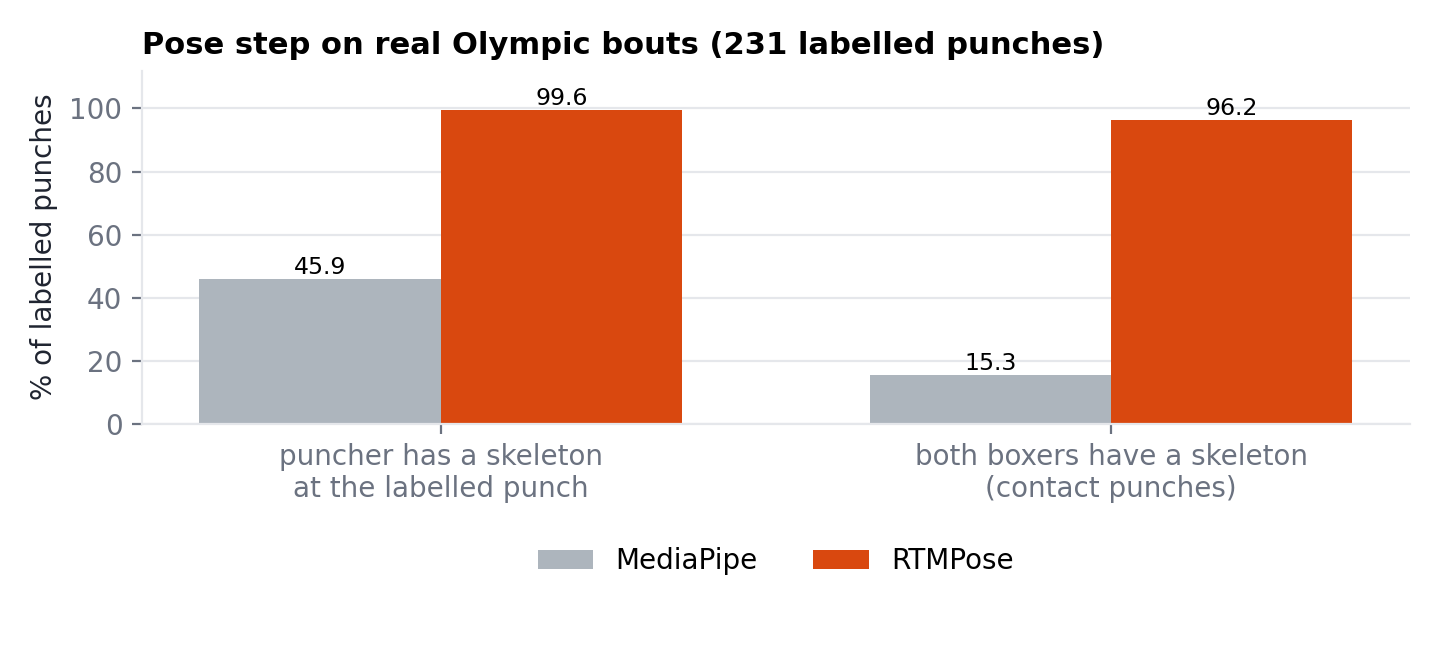 Pose step on real Olympic bouts (231 labelled punches)
% of labelled punches
100
80
60
40
20
0
45.9
99.6
15.3
96.2
puncher has a skeleton
at the labelled punch
both boxers have a skeleton
(contact punches)
MediaPipe
RTMPose